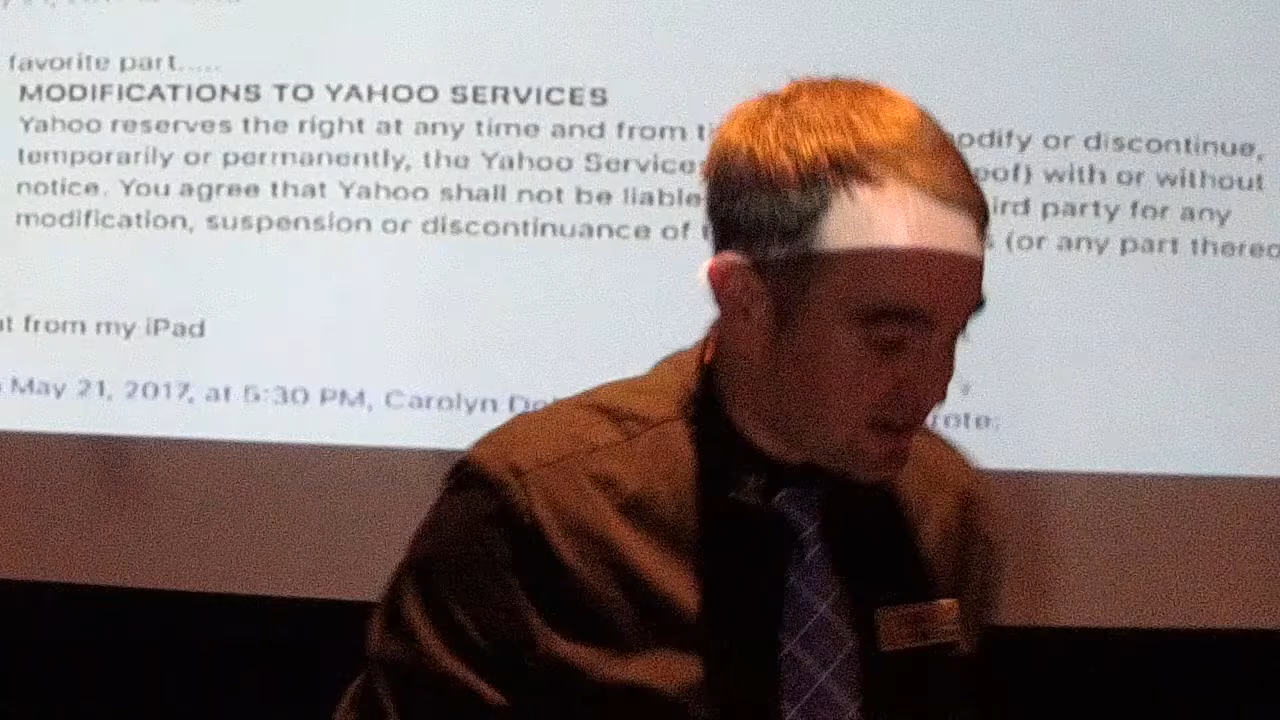 favorite part.....
MODIFICATIONS TO YAHOO SERVICES
Yahoo reserves the right at any time and from t odify or discontinue,
temporarily or permanently, the Yahoo Service oof) with or without
notice. You agree that Yahoo shall not be liable ird party for any
modification, suspension or discontinuance of (or any part thereo
t from my iPad
May 21, 2017, at 5:30 PM, Carolyn rote: